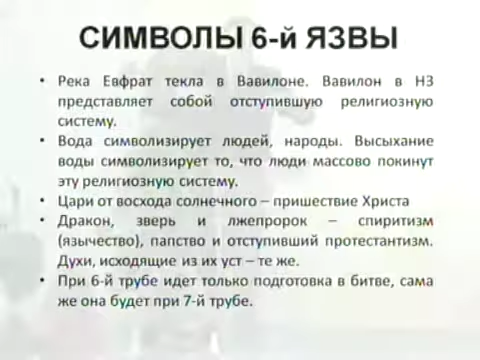 СИМВОЛЫ 6-й ЯЗВЫ
• Река Евфрат текла в Вавилоне. Вавилон в НЗ
представляет собой отступившую религиозную
систему.
• Вода символизирует людей, народы. Высыхание
воды символизирует то, что люди массово покинут
эту религиозную систему.
• Цари от восхода солнечного – пришествие Христа
• Дракон, зверь и лжепророк – спиритизм
(язычество), папство и отступивший протестантизм.
Духи, исходящие из их уст – те же.
• При 6-й трубе идет только подготовка в битве, сама
же она будет при 7-й трубе.